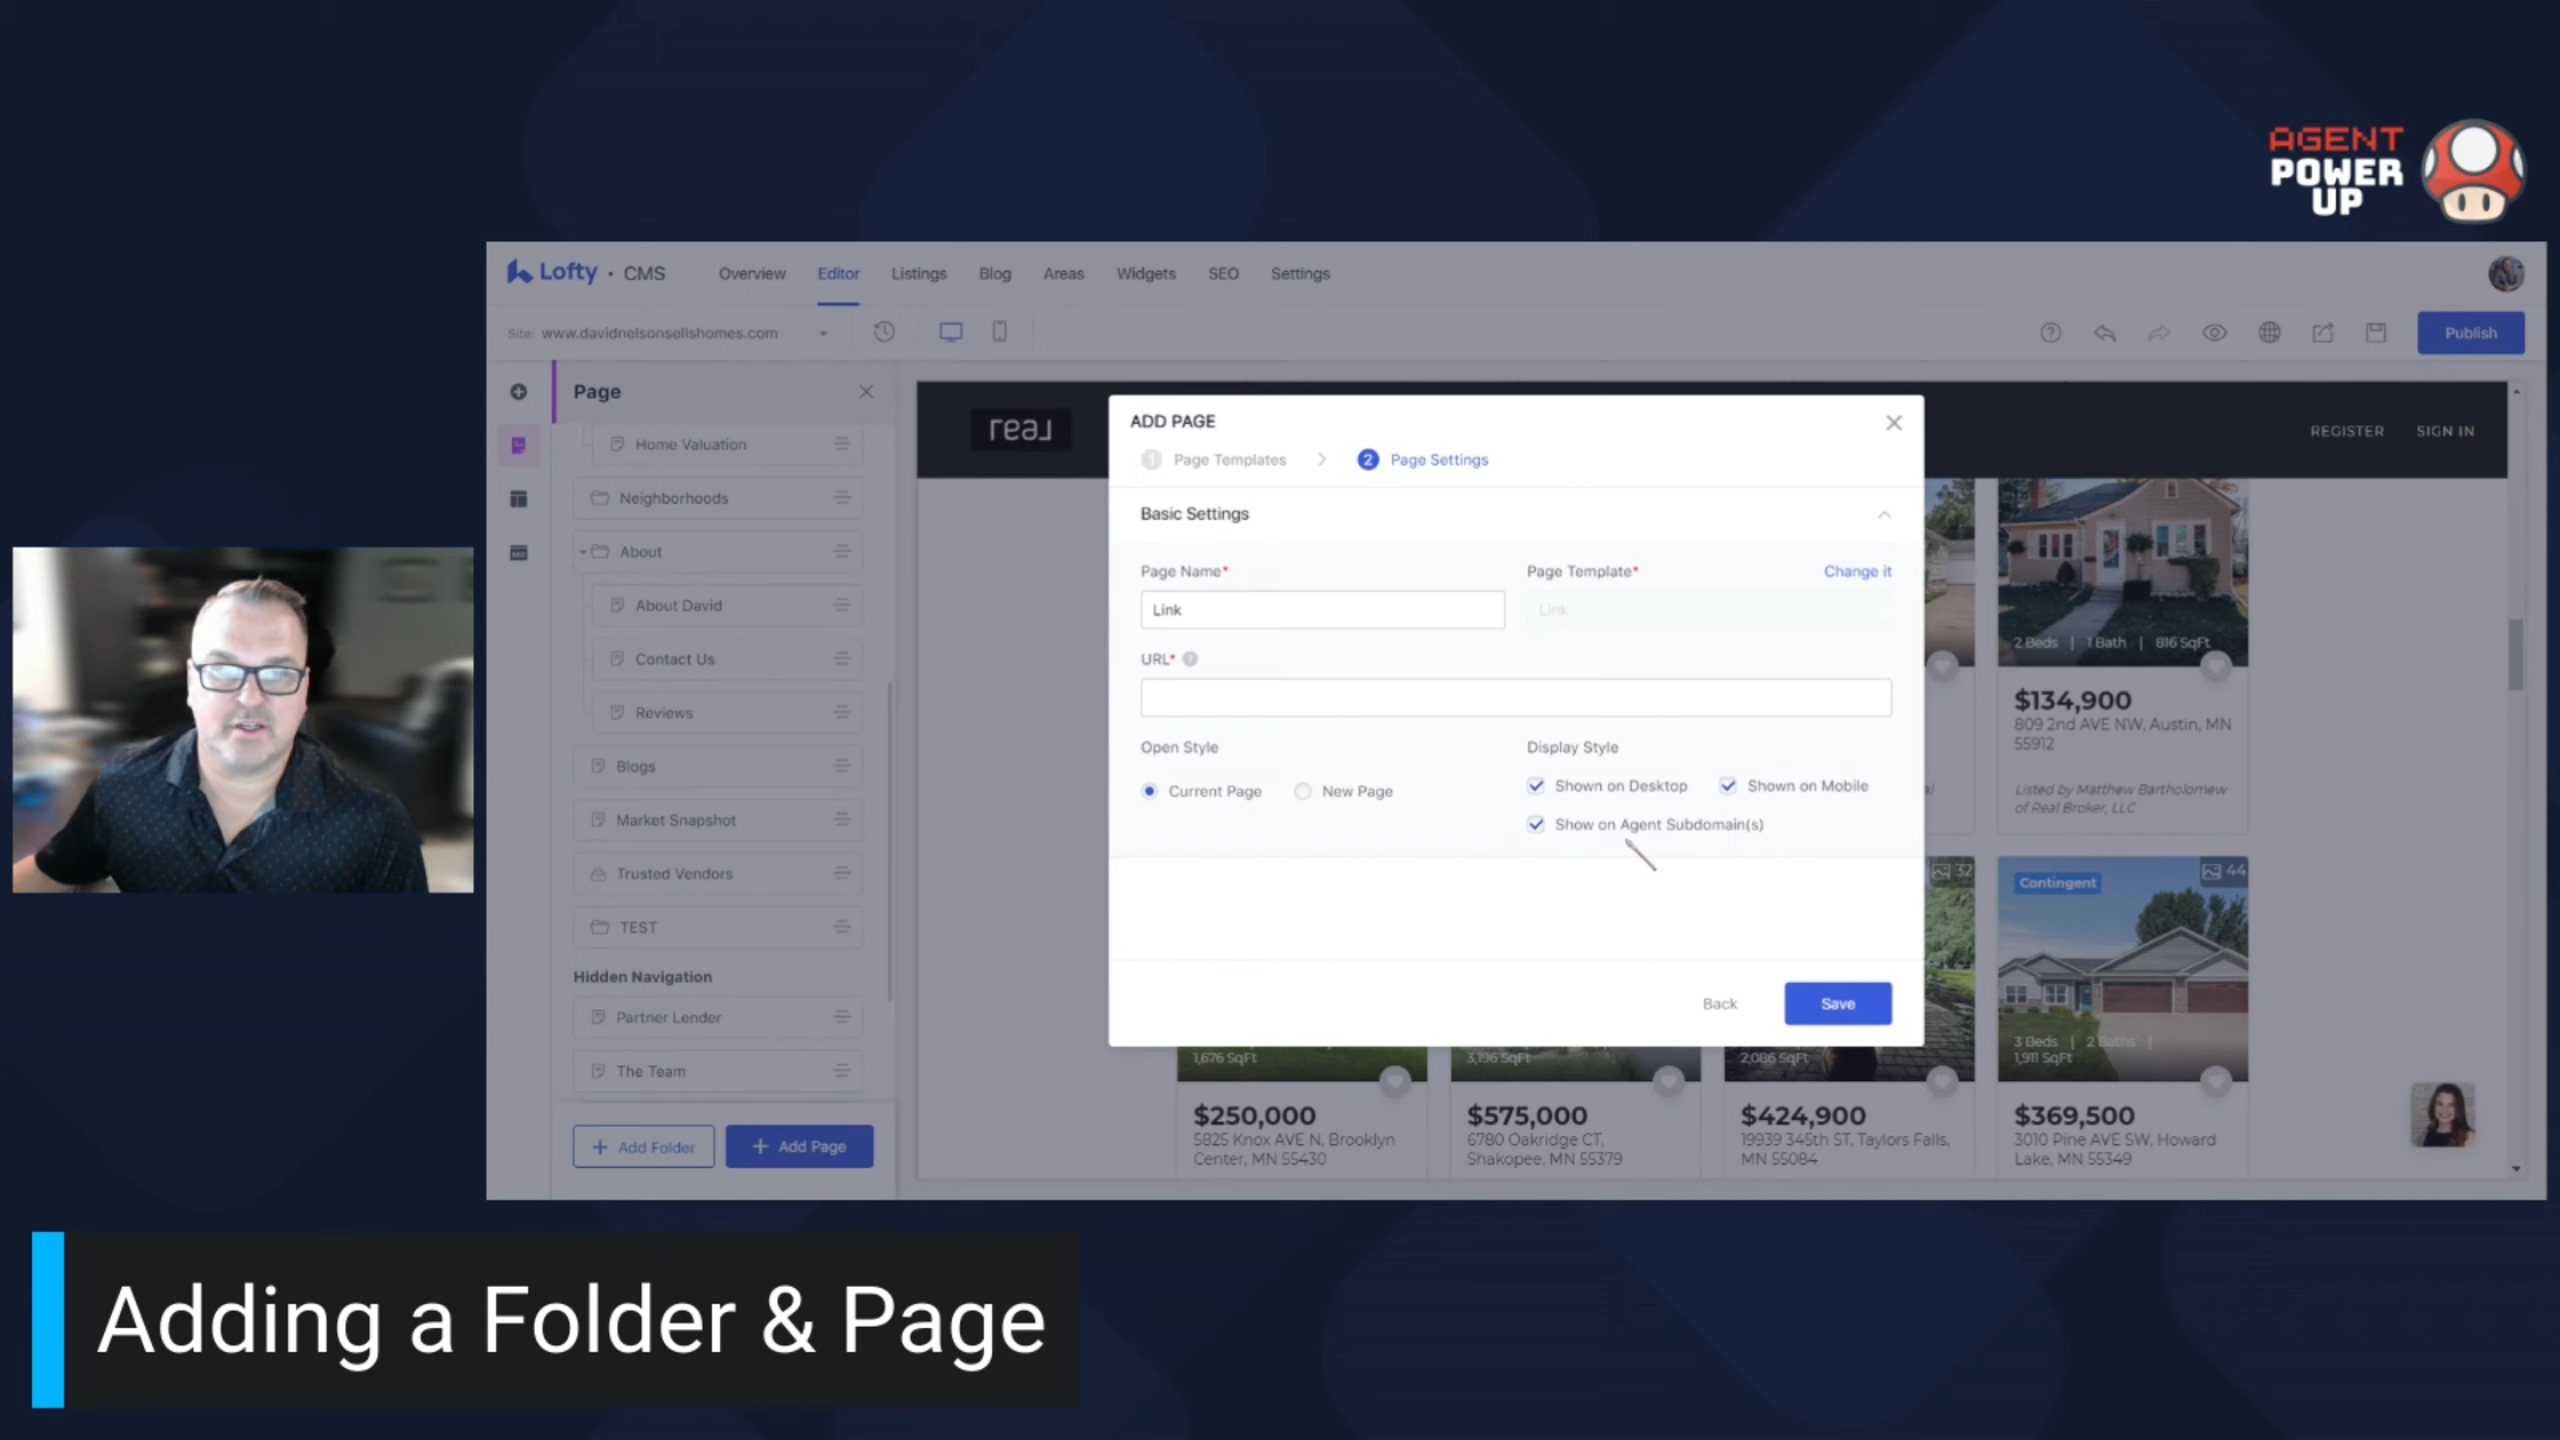 AGENT
POWER
UP
Lofty · CMS
Overview
Editor
Listings
Blog
Areas
Widgets
SEO
Settings
Site: www.davidnelsonsellshomes.com
Publish
Page
Home Valuation
Neighborhoods
About
About David
Contact Us
Reviews
Blogs
Market Snapshot
Trusted Vendors
TEST
Hidden Navigation
Partner Lender
The Team
+ Add Folder
+ Add Page
real
REGISTER
SIGN IN
ADD PAGE
1 Page Templates
2 Page Settings
Basic Settings
Page Name*
Link
Page Template*
Change it
Link
URL*
Open Style
Current Page
New Page
Display Style
Shown on Desktop
Shown on Mobile
Show on Agent Subdomain(s)
Back
Save
2 Beds | 1 Bath | 816 SqFt
$134,900
809 2nd AVE NW, Austin, MN
55912
Listed by Matthew Bartholomew
of Real Broker, LLC
32
Contingent
44
3 Beds | 2 Baths |
1,911 SqFt
1,676 SqFt
3,196 SqFt
2,086 SqFt
$250,000
5825 Knox AVE N, Brooklyn
Center, MN 55430
$575,000
6780 Oakridge CT,
Shakopee, MN 55379
$424,900
19939 345th ST, Taylors Falls,
MN 55084
$369,500
3010 Pine AVE SW, Howard
Lake, MN 55349
Adding a Folder & Page